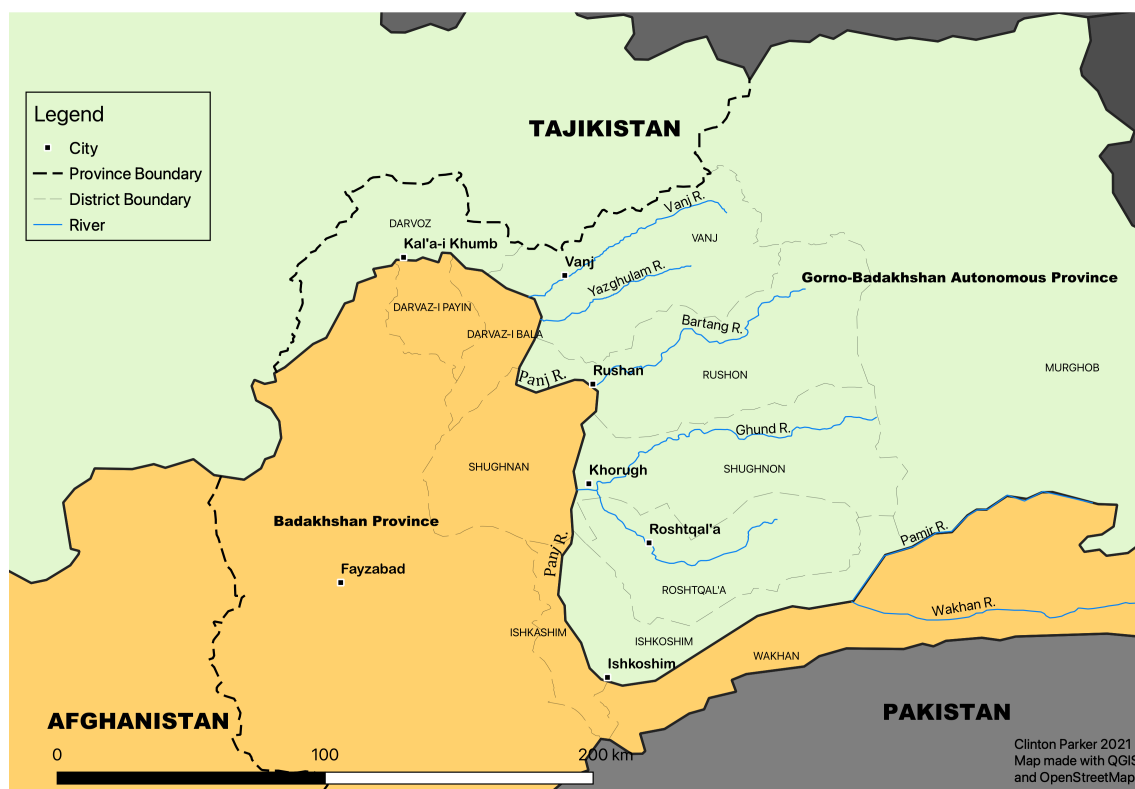 Legend
City
Province Boundary
District Boundary
River
TAJIKISTAN
DARVOZ
Kal'a-i Khumb
Vanj R.
VANJ
Vanj
Yazghulam R.
Gorno-Badakhshan Autonomous Province
DARVAZ-I PAYIN
DARVAZ-I BALA
Bartang R.
Panj R.
Rushan
RUSHON
MURGHOB
Ghund R.
SHUGHNAN
Khorugh
SHUGHNON
Badakhshan Province
Roshtqal'a
Pamir R.
Panj R.
Fayzabad
ROSHTQAL'A
Wakhan R.
ISHKASHIM
ISHKOSHIM
WAKHAN
Ishkoshim
AFGHANISTAN
PAKISTAN
0 100 200 km
Clinton Parker 2021
Map made with QGIS
and OpenStreetMap